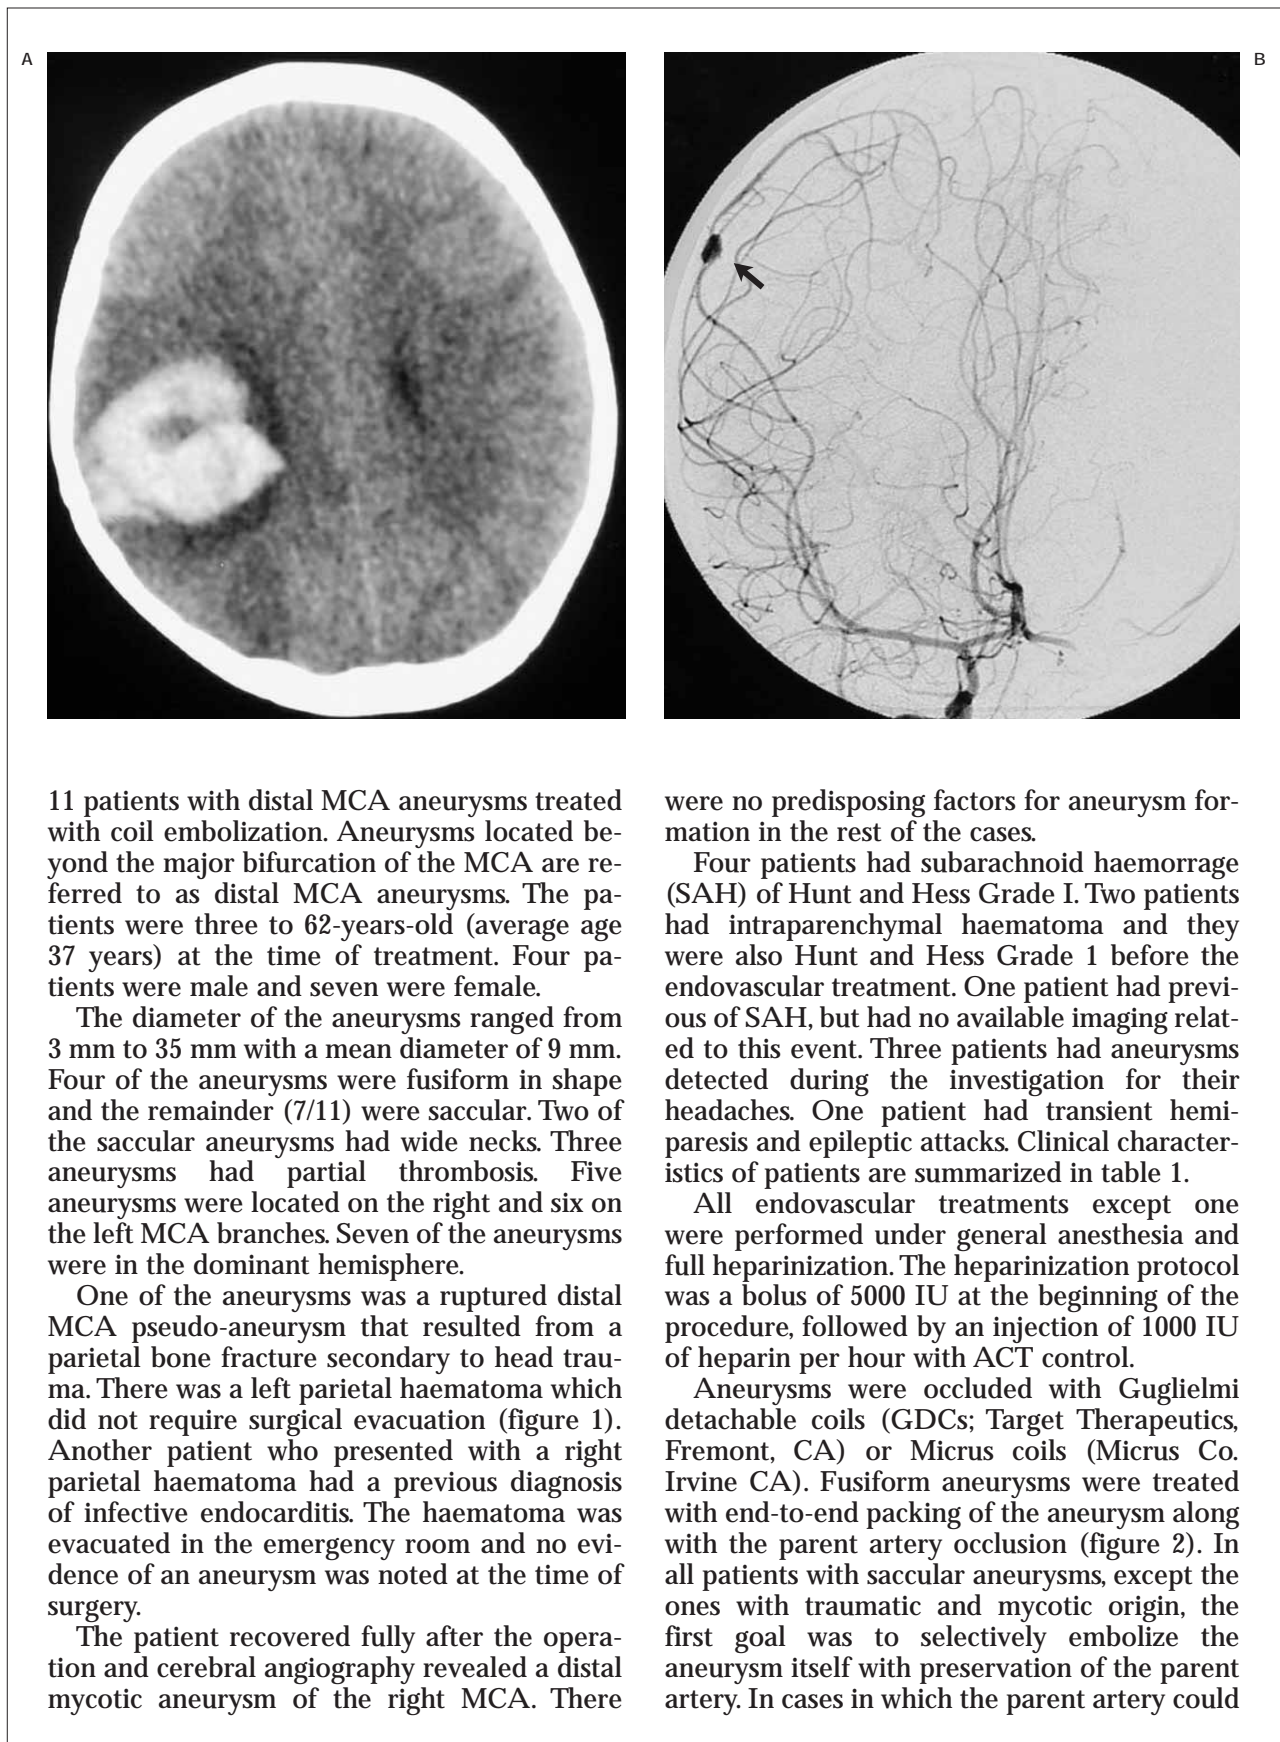 A
B
11 patients with distal MCA aneurysms treated
with coil embolization. Aneurysms located be-
yond the major bifurcation of the MCA are re-
ferred to as distal MCA aneurysms. The pa-
tients were three to 62-years-old (average age
37 years) at the time of treatment. Four pa-
tients were male and seven were female.
The diameter of the aneurysms ranged from
3 mm to 35 mm with a mean diameter of 9 mm.
Four of the aneurysms were fusiform in shape
and the remainder (7/11) were saccular. Two of
the saccular aneurysms had wide necks. Three
aneurysms had partial thrombosis. Five
aneurysms were located on the right and six on
the left MCA branches. Seven of the aneurysms
were in the dominant hemisphere.
One of the aneurysms was a ruptured distal
MCA pseudo-aneurysm that resulted from a
parietal bone fracture secondary to head trau-
ma. There was a left parietal haematoma which
did not require surgical evacuation (figure 1).
Another patient who presented with a right
parietal haematoma had a previous diagnosis
of infective endocarditis. The haematoma was
evacuated in the emergency room and no evi-
dence of an aneurysm was noted at the time of
surgery.
The patient recovered fully after the opera-
tion and cerebral angiography revealed a distal
mycotic aneurysm of the right MCA. There
were no predisposing factors for aneurysm for-
mation in the rest of the cases.
Four patients had subarachnoid haemorrage
(SAH) of Hunt and Hess Grade I. Two patients
had intraparenchymal haematoma and they
were also Hunt and Hess Grade 1 before the
endovascular treatment. One patient had previ-
ous of SAH, but had no available imaging relat-
ed to this event. Three patients had aneurysms
detected during the investigation for their
headaches. One patient had transient hemi-
paresis and epileptic attacks. Clinical character-
istics of patients are summarized in table 1.
All endovascular treatments except one
were performed under general anesthesia and
full heparinization. The heparinization protocol
was a bolus of 5000 IU at the beginning of the
procedure, followed by an injection of 1000 IU
of heparin per hour with ACT control.
Aneurysms were occluded with Guglielmi
detachable coils (GDCs; Target Therapeutics,
Fremont, CA) or Micrus coils (Micrus Co.
Irvine CA). Fusiform aneurysms were treated
with end-to-end packing of the aneurysm along
with the parent artery occlusion (figure 2). In
all patients with saccular aneurysms, except the
ones with traumatic and mycotic origin, the
first goal was to selectively embolize the
aneurysm itself with preservation of the parent
artery. In cases in which the parent artery could